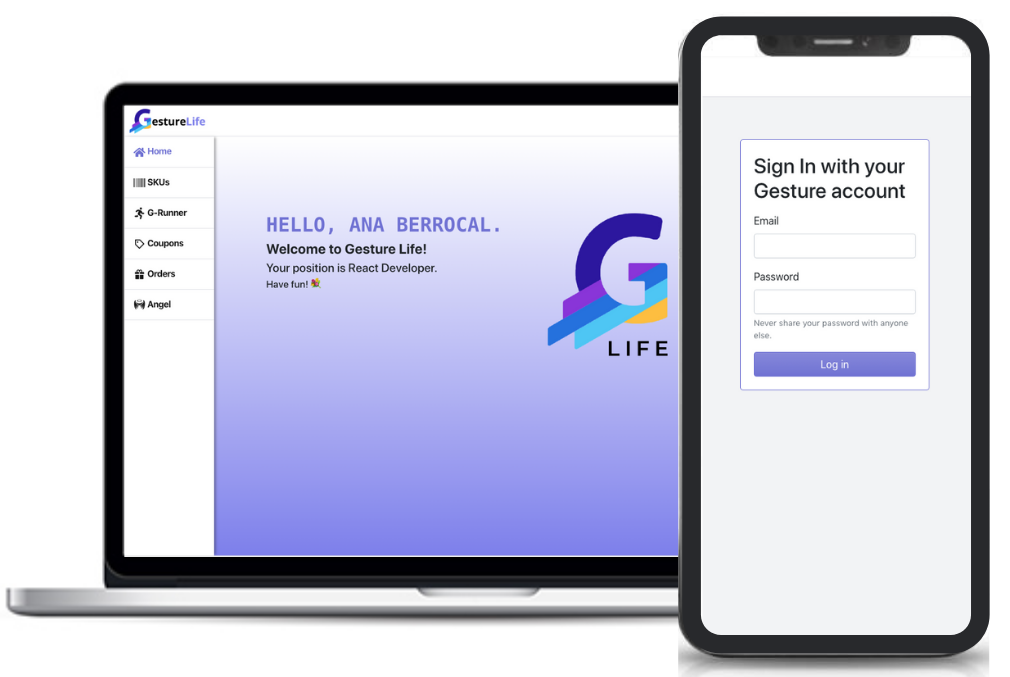 GestureLife
Home
SKUs
G-Runner
Coupons
Orders
Angel
HELLO, ANA BERROCAL.
Welcome to Gesture Life!
Your position is React Developer.
Have fun!
G
LIFE
Sign In with your
Gesture account
Email
Password
Never share your password with anyone
else.
Log in